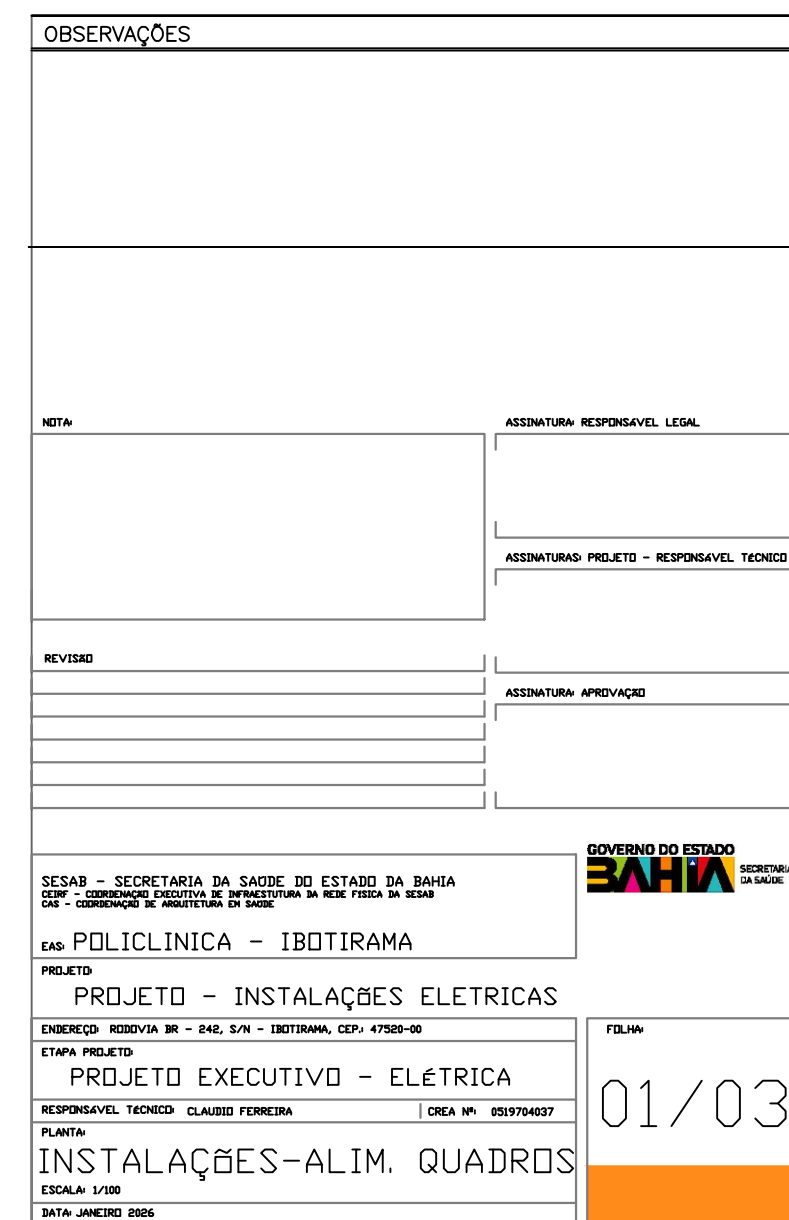 OBSERVAÇÕES
NOTA:
ASSINATURA: RESPONSÁVEL LEGAL
ASSINATURAS: PROJETO - RESPONSÁVEL TÉCNICO
REVISÃO
ASSINATURA: APROVAÇÃO
GOVERNO DO ESTADO
BAHIA
SECRETARIA
DA SAÚDE
SESAB - SECRETARIA DA SAÚDE DO ESTADO DA BAHIA
CEIRF - COORDENAÇÃO EXECUTIVA DE INFRAESTUTURA DA REDE FISICA DA SESAB
CAS - COORDENAÇÃO DE ARQUITETURA EM SAÚDE
EAS: POLICLINICA - IBOTIRAMA
PROJETO:
PROJETO - INSTALAÇÕES ELETRICAS
ENDEREÇO: RODOVIA BR - 242, S/N - IBOTIRAMA, CEP.: 47520-00
FOLHA:
01/03
ETAPA PROJETO:
PROJETO EXECUTIVO - ELÉTRICA
RESPONSÁVEL TÉCNICO: CLAUDIO FERREIRA
CREA Nº: 0519704037
PLANTA:
INSTALAÇÕES-ALIM. QUADROS
ESCALA: 1/100
DATA: JANEIRO 2026